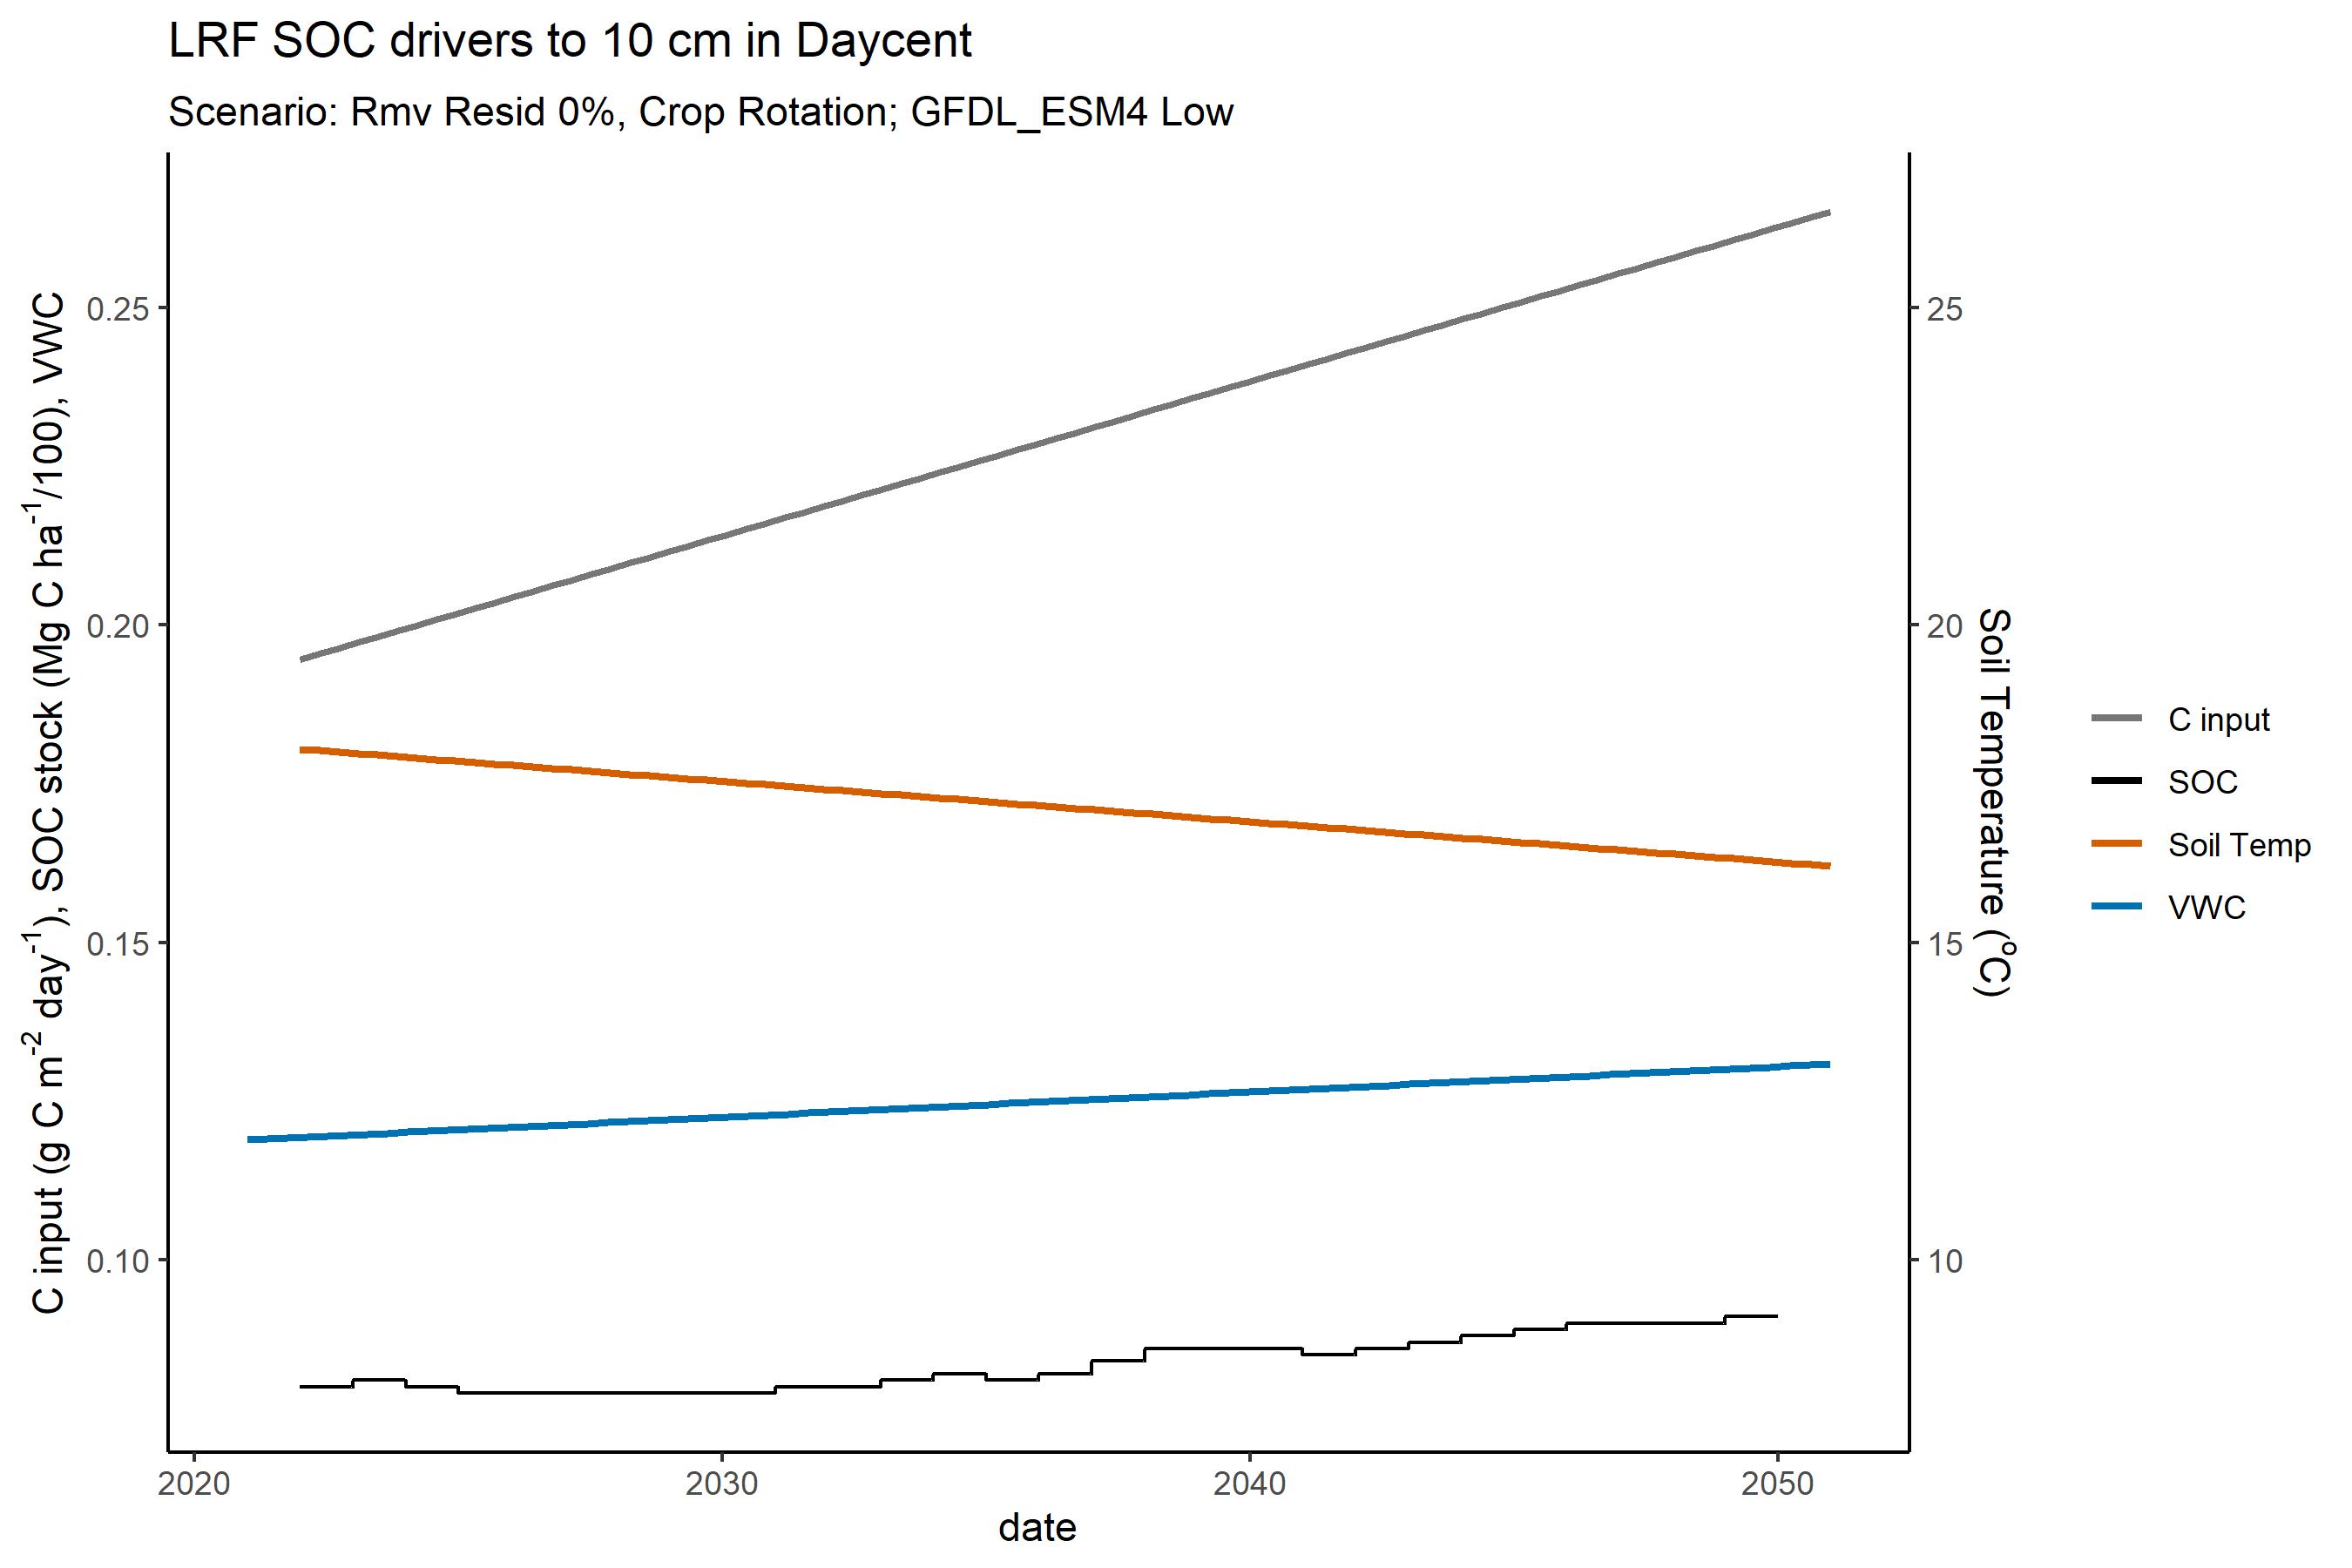 LRF SOC drivers to 10 cm in Daycent
Scenario: Rmv Resid 0%, Crop Rotation; GFDL_ESM4 Low
C input (g C m⁻² day⁻¹), SOC stock (Mg C ha⁻¹/100), VWC
0.25
0.20
0.15
0.10
25
20
15
10
Soil Temperature (ºC)
C input
SOC
Soil Temp
VWC
2020
2030
2040
2050
date